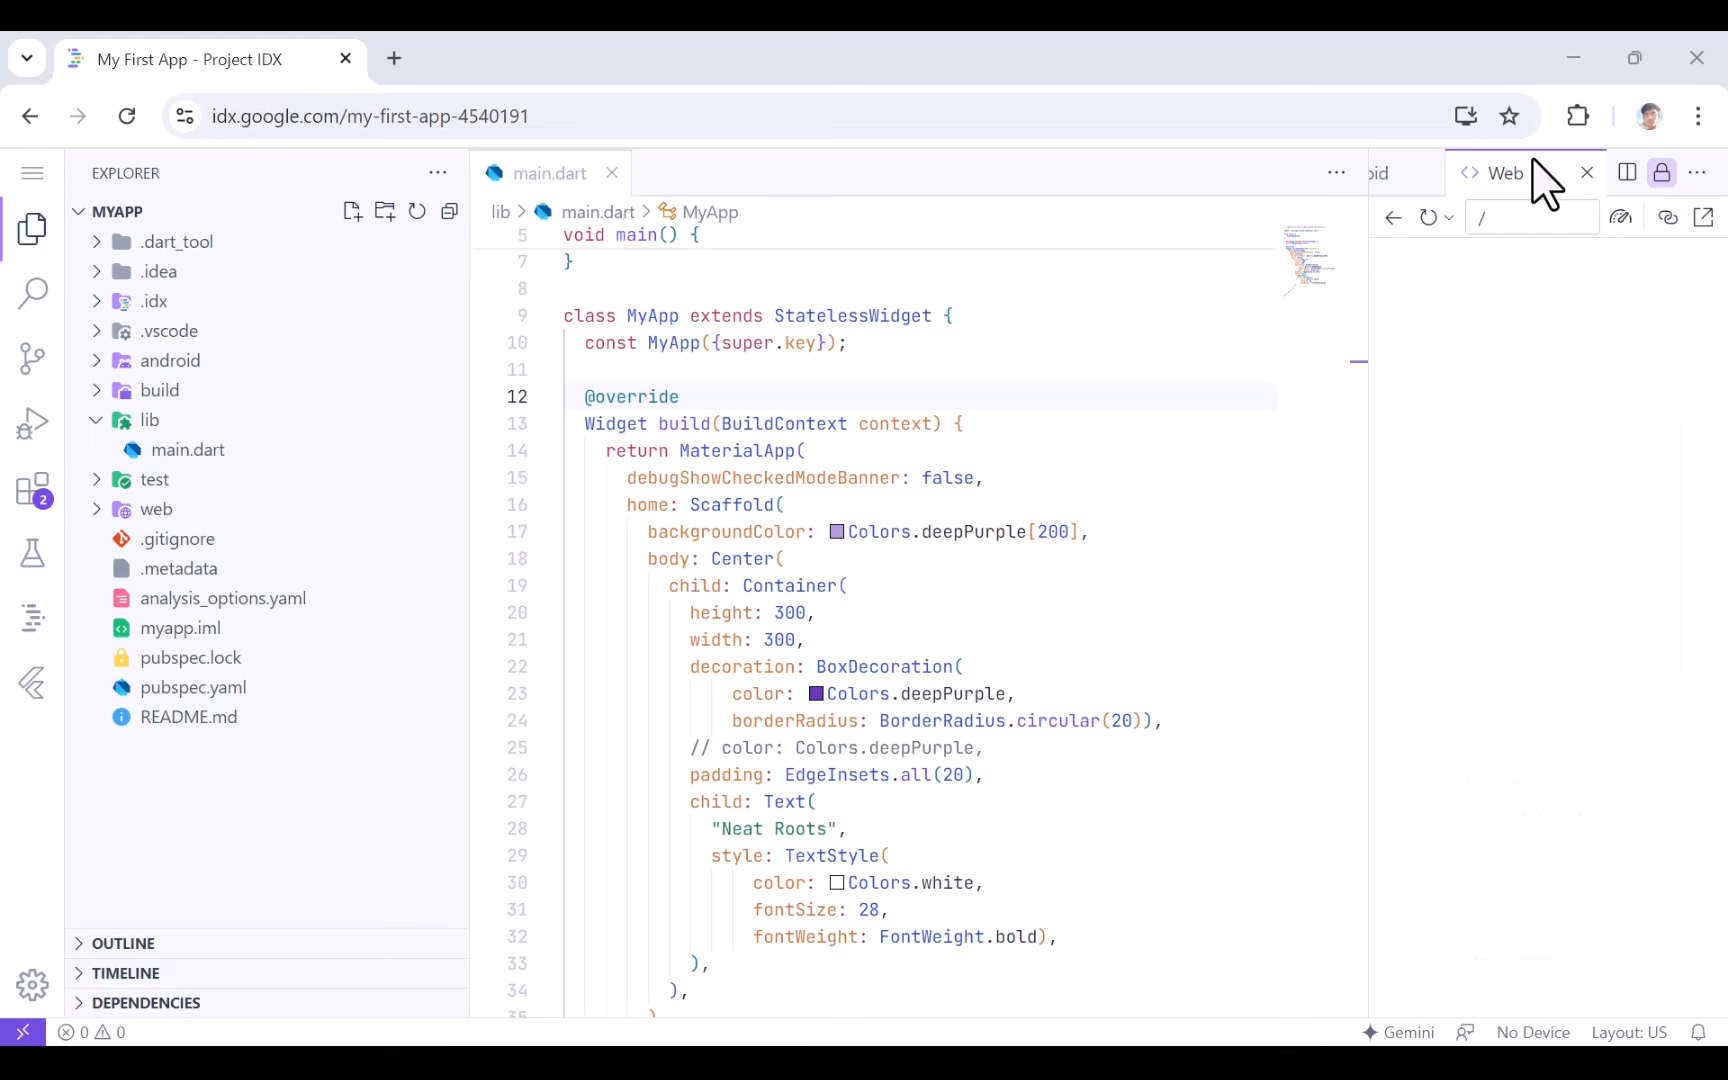 My First App - Project IDX
idx.google.com/my-first-app-4540191
EXPLORER
MYAPP
.dart_tool
.idea
.idx
.vscode
android
build
lib
main.dart
test
web
.gitignore
.metadata
analysis_options.yaml
myapp.iml
pubspec.lock
pubspec.yaml
README.md
OUTLINE
TIMELINE
DEPENDENCIES
2
main.dart
lib > main.dart > MyApp
5 void main() {
7 }
8
9 class MyApp extends StatelessWidget {
10 const MyApp({super.key});
11
12 @override
13 Widget build(BuildContext context) {
14 return MaterialApp(
15 debugShowCheckedModeBanner: false,
16 home: Scaffold(
17 backgroundColor: Colors.deepPurple[200],
18 body: Center(
19 child: Container(
20 height: 300,
21 width: 300,
22 decoration: BoxDecoration(
23 color: Colors.deepPurple,
24 borderRadius: BorderRadius.circular(20)),
25 // color: Colors.deepPurple,
26 padding: EdgeInsets.all(20),
27 child: Text(
28 "Neat Roots",
29 style: TextStyle(
30 color: Colors.white,
31 fontSize: 28,
32 fontWeight: FontWeight.bold),
33 ),
34 ),
35 )
oid
Web
/
0 0
Gemini
No Device
Layout: US